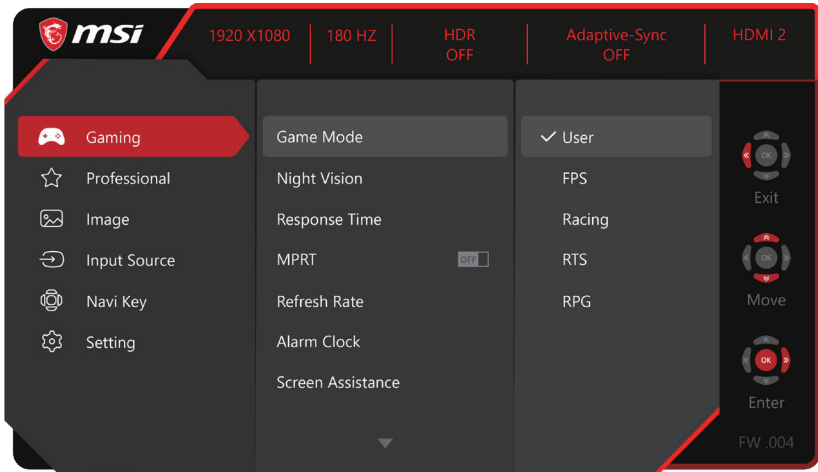 msi
1920 X1080
180 HZ
HDR
OFF
Adaptive-Sync
OFF
HDMI 2
Gaming
Professional
Image
Input Source
Navi Key
Setting
Game Mode
Night Vision
Response Time
MPRT
OFF
Refresh Rate
Alarm Clock
Screen Assistance
User
FPS
Racing
RTS
RPG
OK
Exit
OK
Move
OK
Enter
FW .004